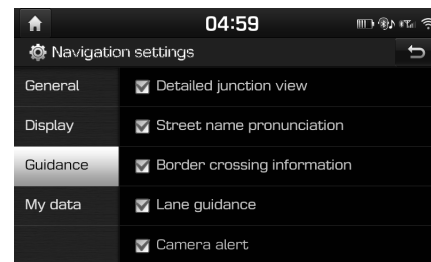 04:59
Navigation settings
General
Detailed junction view
Display
Street name pronunciation
Guidance
Border crossing information
My data
Lane guidance
Camera alert